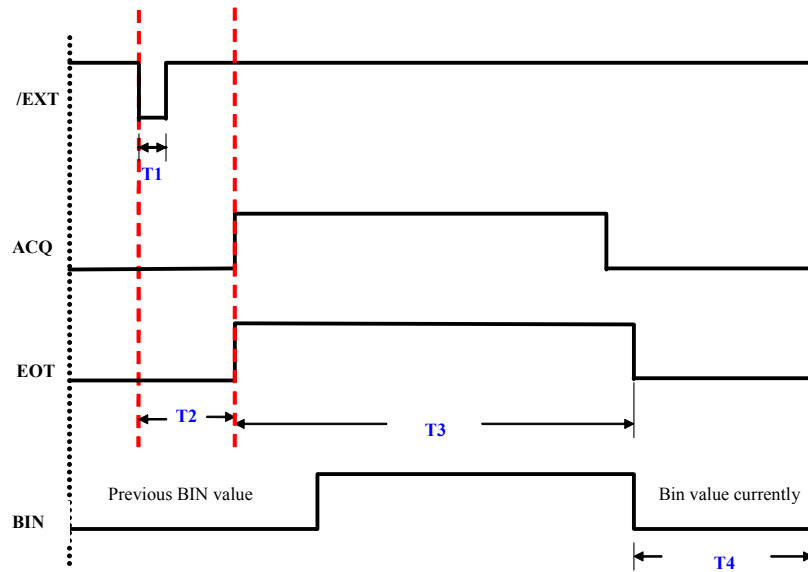 /EXT
T1
ACQ
EOT
T2
T3
Previous BIN value
Bin value currently
BIN
T4